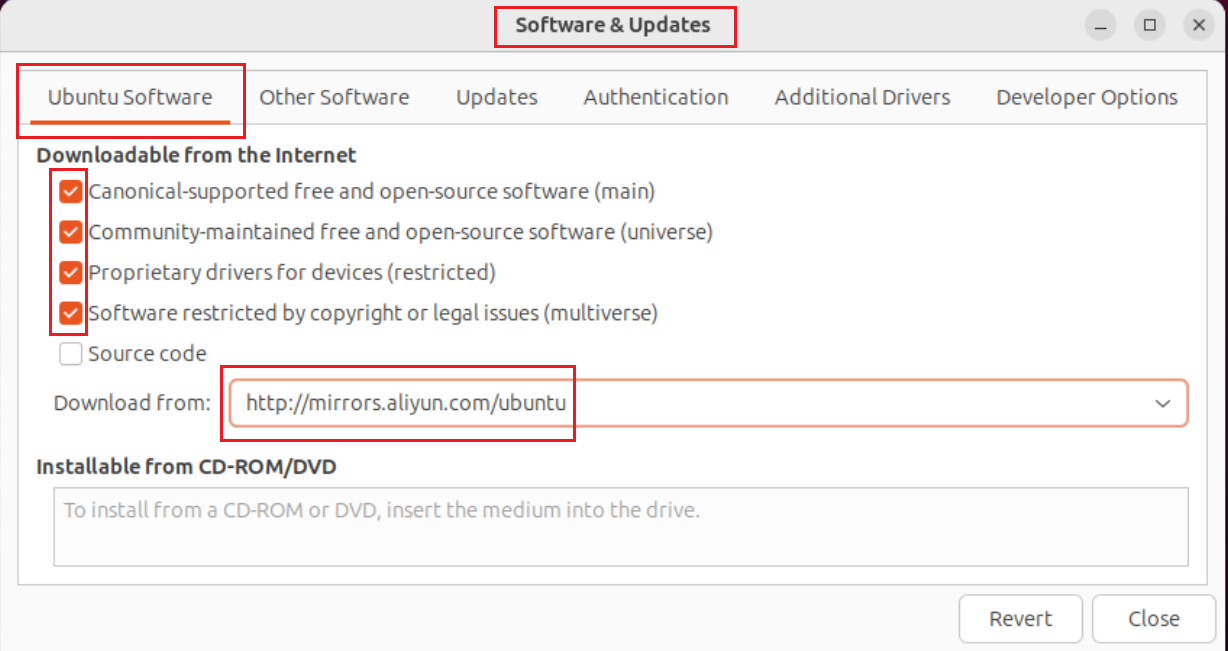 Software & Updates
Ubuntu Software Other Software Updates Authentication Additional Drivers Developer Options
Downloadable from the Internet
Canonical-supported free and open-source software (main)
Community-maintained free and open-source software (universe)
Proprietary drivers for devices (restricted)
Software restricted by copyright or legal issues (multiverse)
Source code
Download from: http://mirrors.aliyun.com/ubuntu
Installable from CD-ROM/DVD
To install from a CD-ROM or DVD, insert the medium into the drive.
Revert Close